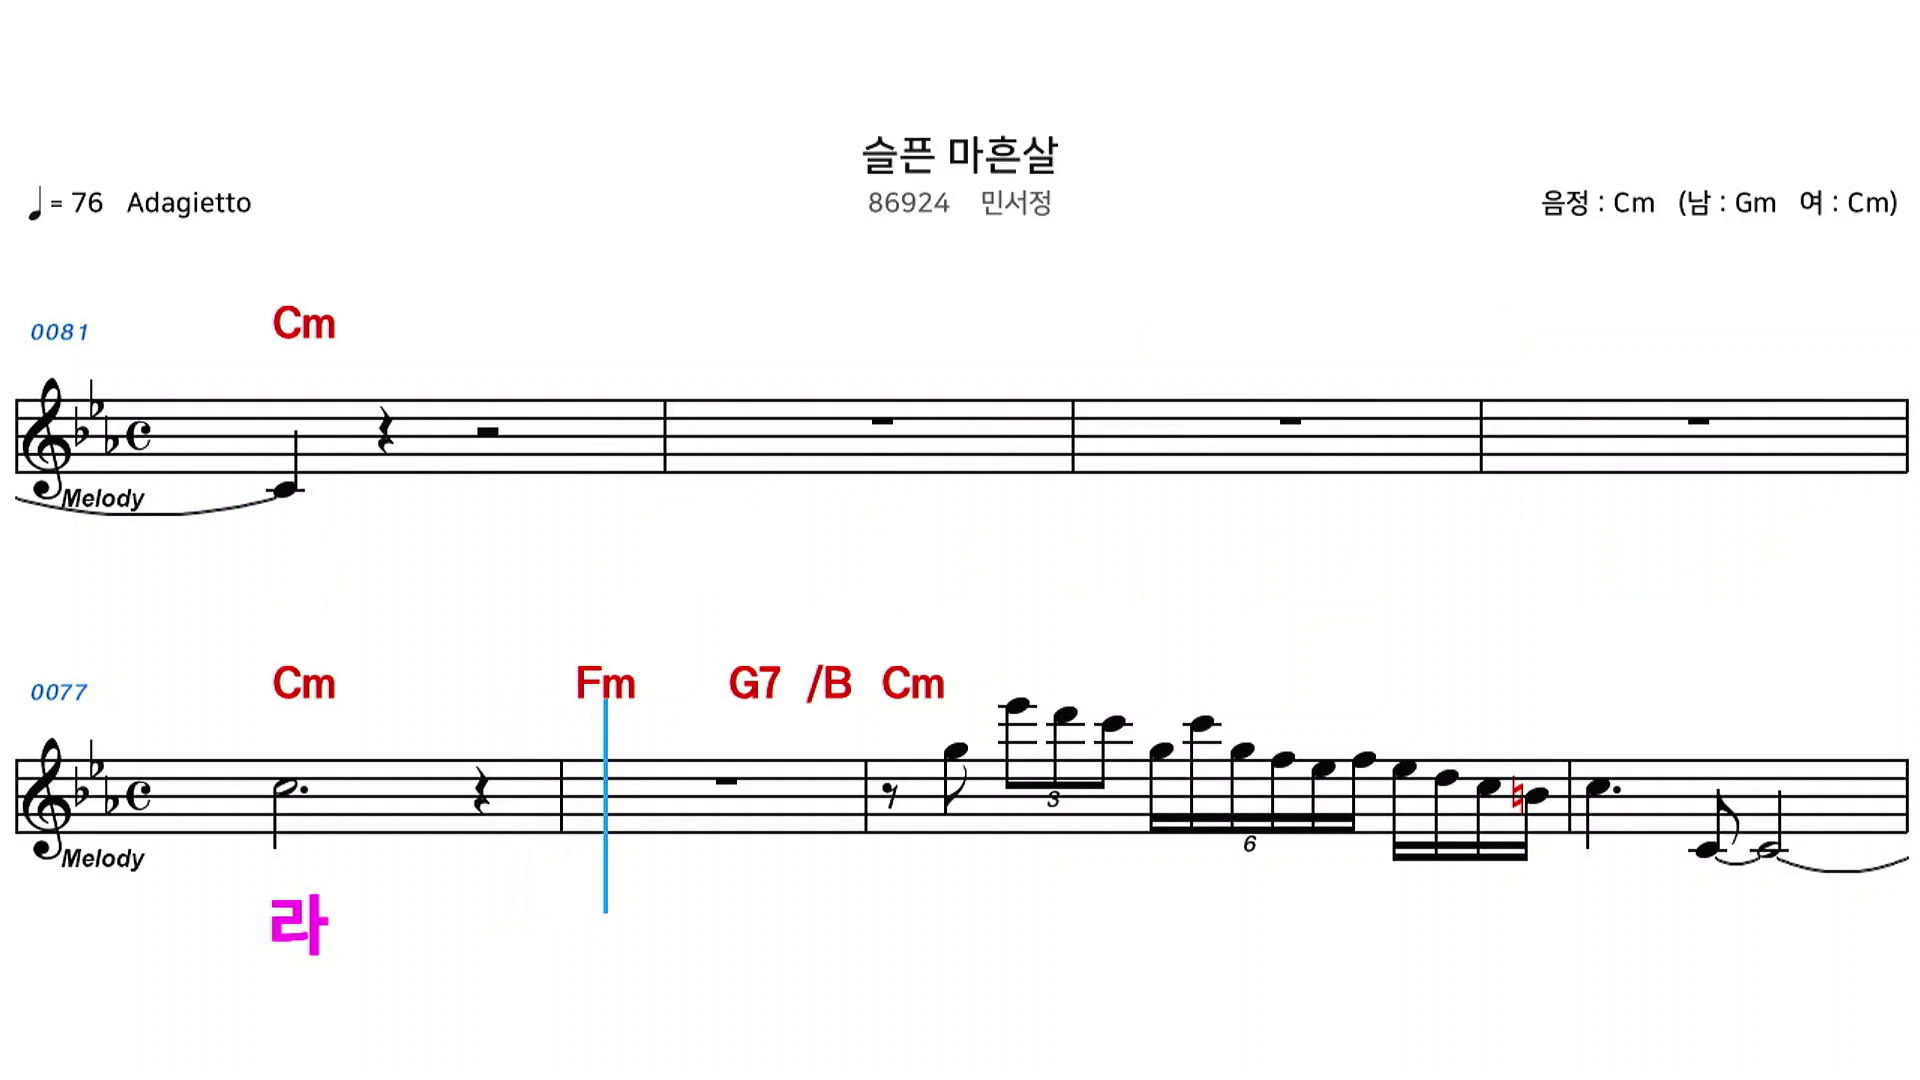 슬픈 마흔살
♩= 76 Adagietto
86924 민서정
음정 : Cm (남 : Gm 여 : Cm)
0081 Cm
Melody
0077 Cm Fm G7 /B Cm
3
6
Melody
라